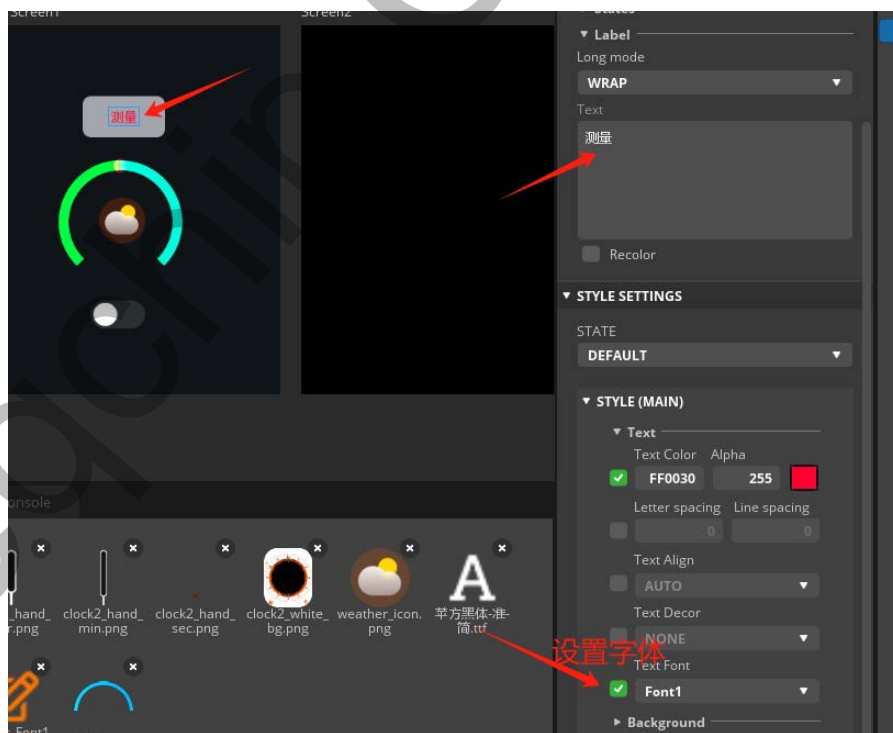 Screen1
Screen2
States
Label
Long mode
WRAP
Text
测量
测量
Recolor
STYLE SETTINGS
STATE
DEFAULT
STYLE (MAIN)
Text
Text Color Alpha
FF0030 255
Letter spacing Line spacing
0 0
Text Align
AUTO
Text Decor
NONE
设置字体
Text Font
Font1
Background
onsole
_hand_
r.png
clock2_hand_
min.png
clock2_hand_
sec.png
clock2_white_
bg.png
weather_icon.
png
A
苹方黑体-准-
简.ttf
Font1